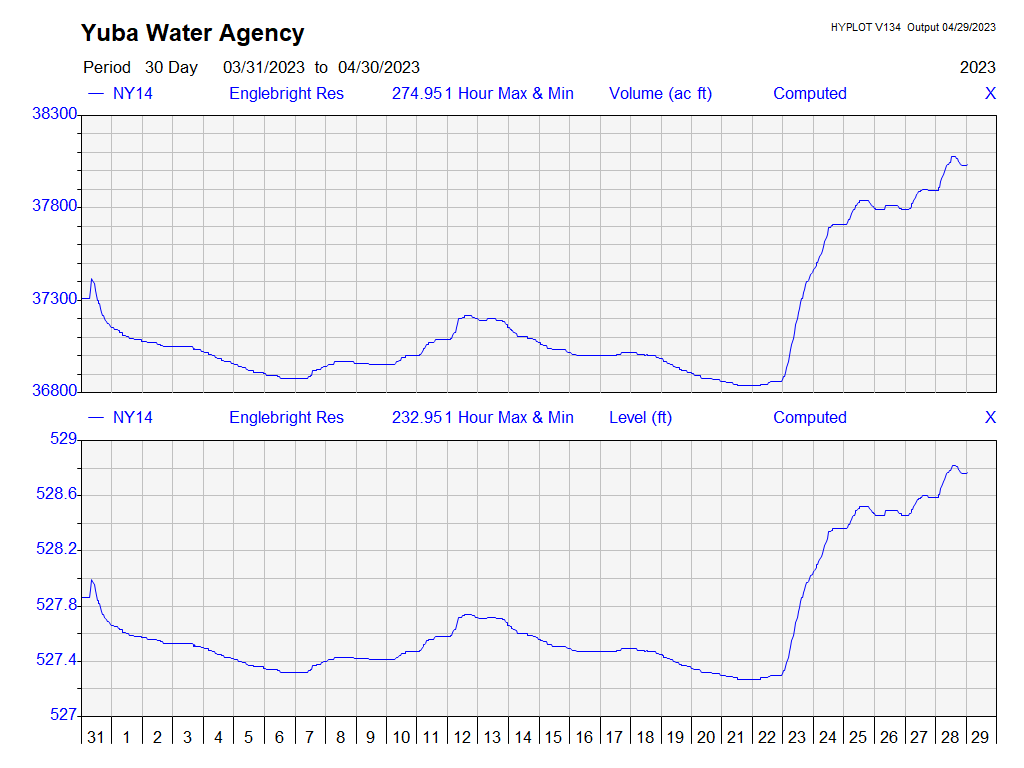 Yuba Water Agency
HYPLOT V134 Output 04/29/2023
Period 30 Day 03/31/2023 to 04/30/2023 2023
NY14 Englebright Res 274.951 Hour Max & Min Volume (ac ft) Computed X
38300
37800
37300
36800
NY14 Englebright Res 232.951 Hour Max & Min Level (ft) Computed X
529
528.6
528.2
527.8
527.4
527
31 1 2 3 4 5 6 7 8 9 10 11 12 13 14 15 16 17 18 19 20 21 22 23 24 25 26 27 28 29